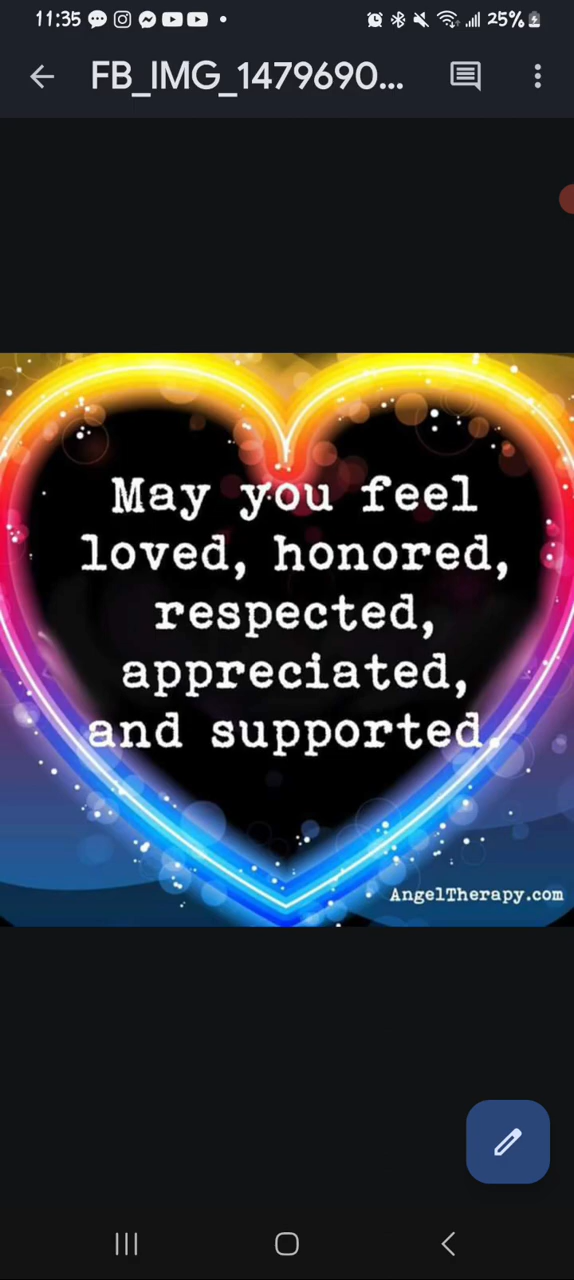 11:35
25%
FB_IMG_1479690...
May you feel
loved, honored,
respected,
appreciated,
and supported.
AngelTherapy.com